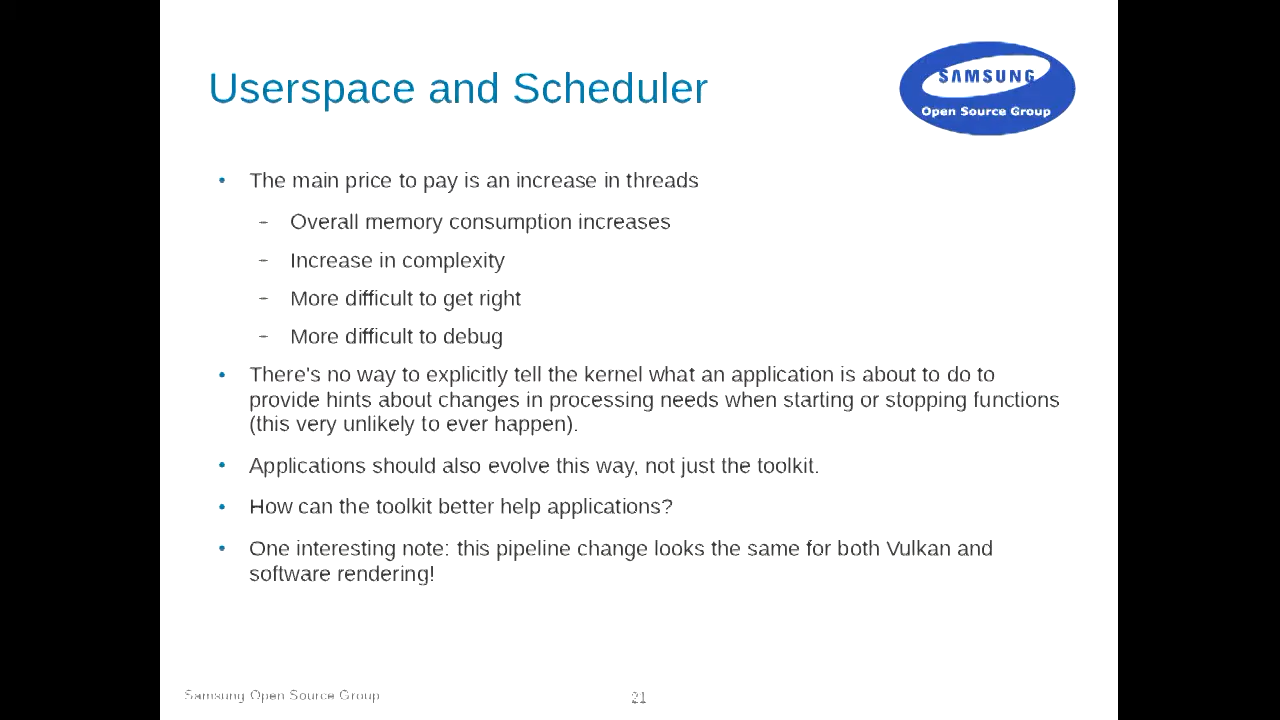 Userspace and Scheduler
SAMSUNG
Open Source Group
• The main price to pay is an increase in threads
– Overall memory consumption increases
– Increase in complexity
– More difficult to get right
– More difficult to debug
• There's no way to explicitly tell the kernel what an application is about to do to
provide hints about changes in processing needs when starting or stopping functions
(this very unlikely to ever happen).
• Applications should also evolve this way, not just the toolkit.
• How can the toolkit better help applications?
• One interesting note: this pipeline change looks the same for both Vulkan and
software rendering!
Samsung Open Source Group
21